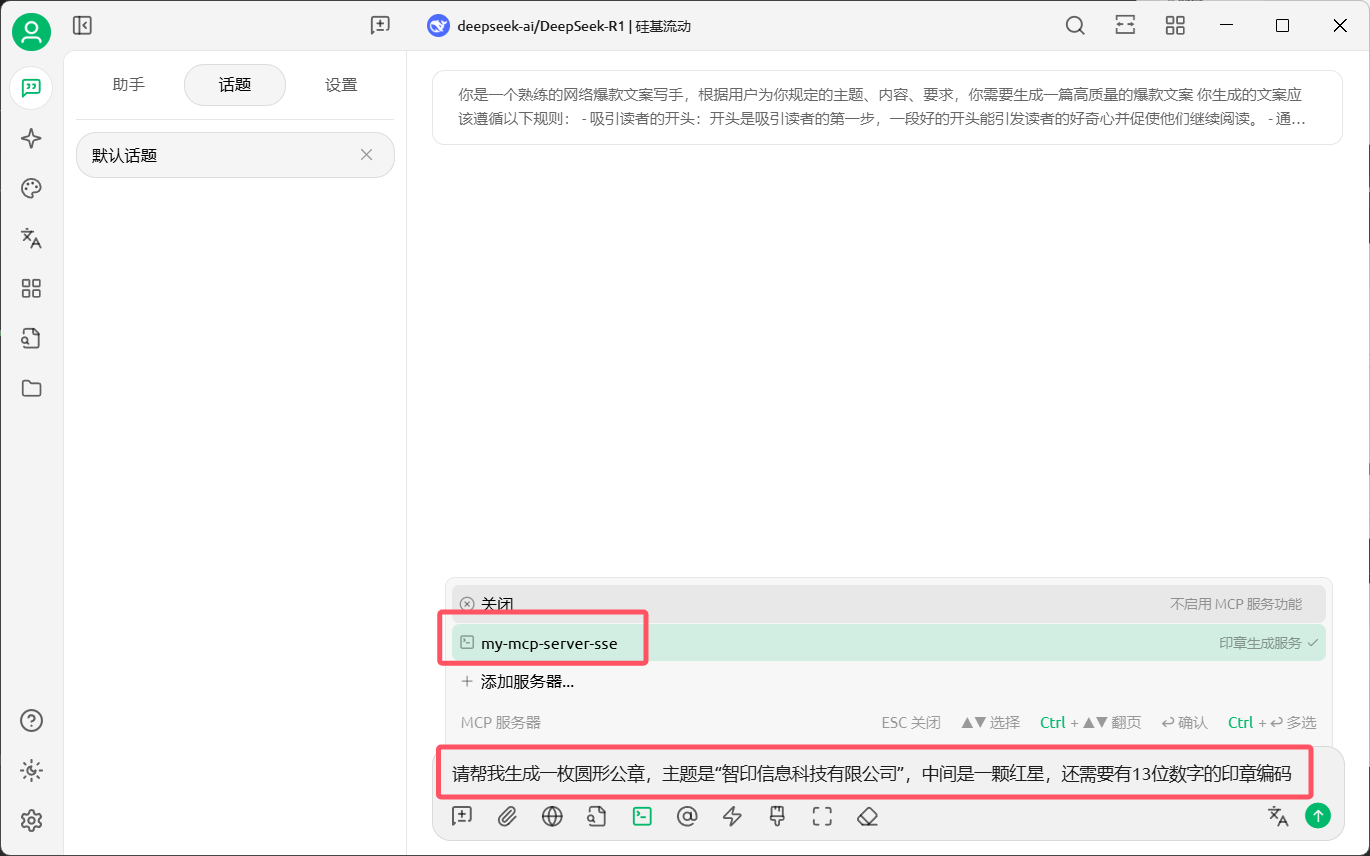 deepseek-ai/DeepSeek-R1 | 硅基流动
助手
话题
设置
默认话题
你是一个熟练的网络爆款文案写手，根据用户为你规定的主题、内容、要求，你需要生成一篇高质量的爆款文案 你生成的文案应
该遵循以下规则： - 吸引读者的开头：开头是吸引读者的第一步，一段好的开头能引发读者的好奇心并促使他们继续阅读。 - 通…
关闭
不启用 MCP 服务功能
my-mcp-server-sse
印章生成服务
添加服务器...
MCP 服务器
ESC 关闭 ▲▼ 选择 Ctrl + ▲▼ 翻页 ↩ 确认 Ctrl + ↩ 多选
请帮我生成一枚圆形公章，主题是“智印信息科技有限公司”，中间是一颗红星，还需要有13位数字的印章编码